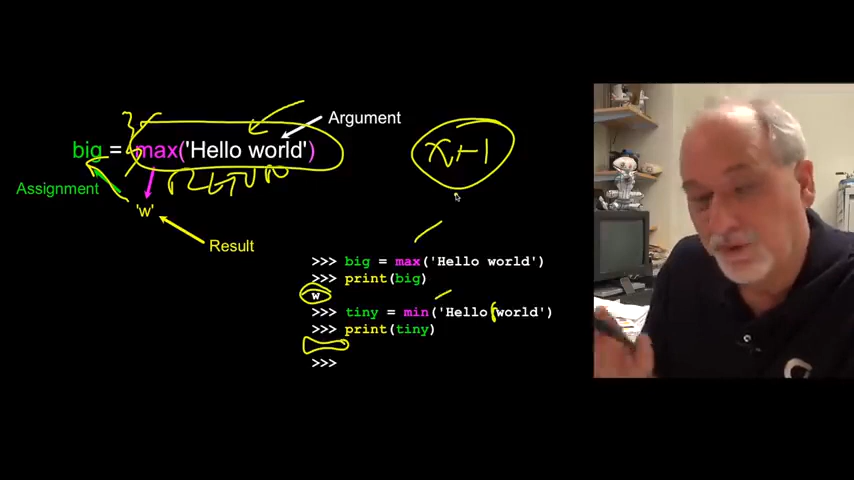 Argument
big = max('Hello world')
x+1
return
Assignment
'w'
Result
>>> big = max('Hello world')
>>> print(big)
w
>>> tiny = min('Hello world')
>>> print(tiny)
>>>